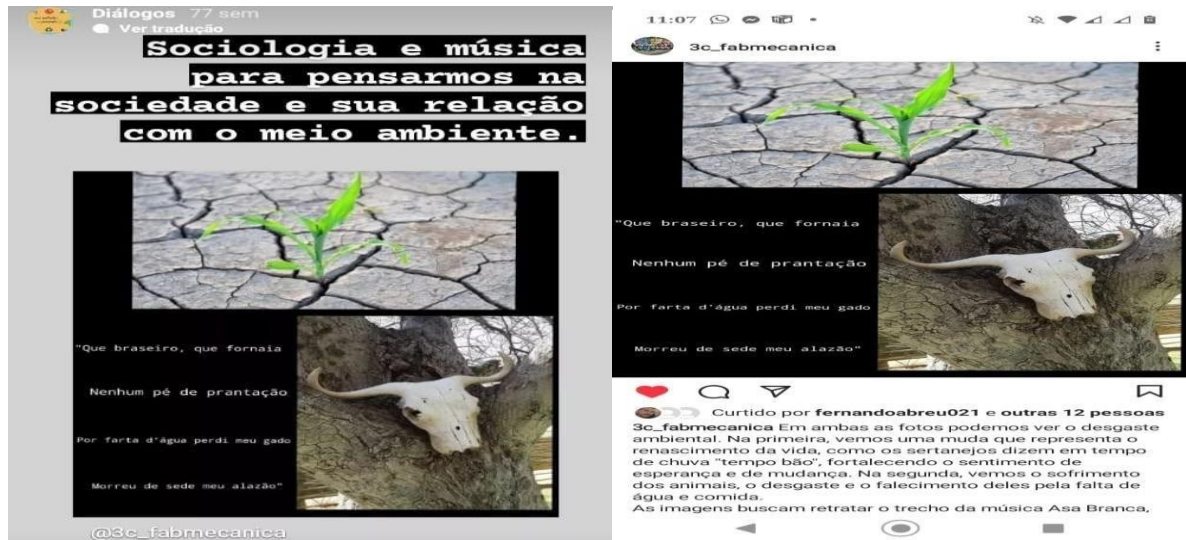 Diálogos 77 sem
Ver tradução
Sociologia e música
para pensarmos na
sociedade e sua relação
com o meio ambiente.
"Que braseiro, que fornaia
Nenhum pé de prantação
Por farta d'água perdi meu gado
Morreu de sede meu alazão"
@3c_fabmecanica
11:07
3c_fabmecanica
"Que braseiro, que fornaia
Nenhum pé de prantação
Por farta d'água perdi meu gado
Morreu de sede meu alazão"
Curtido por fernandoabreu021 e outras 12 pessoas
3c_fabmecanica Em ambas as fotos podemos ver o desgaste
ambiental. Na primeira, vemos uma muda que representa o
renascimento da vida, como os sertanejos dizem em tempo
de chuva "tempo bão", fortalecendo o sentimento de
esperança e de mudança. Na segunda, vermos o sofrimento
dos animais, o desgaste e o falecimento deles pela falta de
água e comida.
As imagens buscam retratar o trecho da música Asa Branca,